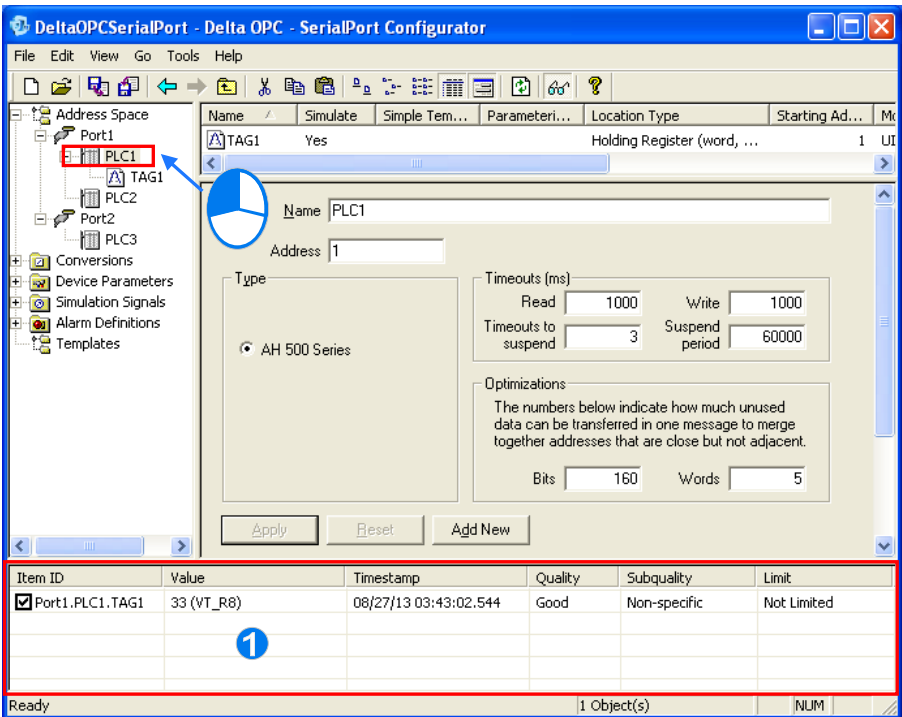 DeltaOPCSerialPort - Delta OPC - SerialPort Configurator
File Edit View Go Tools Help
Address Space
Port1
PLC1
TAG1
PLC2
Port2
PLC3
Conversions
Device Parameters
Simulation Signals
Alarm Definitions
Templates
Name Simulate Simple Tem... Parameteri... Location Type Starting Ad... Mo
TAG1 Yes Holding Register (word, ... 1 UI
Name PLC1
Address 1
Type
AH 500 Series
Timeouts (ms)
Read 1000 Write 1000
Timeouts to suspend 3 Suspend period 60000
Optimizations
The numbers below indicate how much unused
data can be transferred in one message to merge
together addresses that are close but not adjacent.
Bits 160 Words 5
Apply Reset Add New
Item ID Value Timestamp Quality Subquality Limit
Port1.PLC1.TAG1 33 (VT_R8) 08/27/13 03:43:02.544 Good Non-specific Not Limited
1
Ready 1 Object(s) NUM